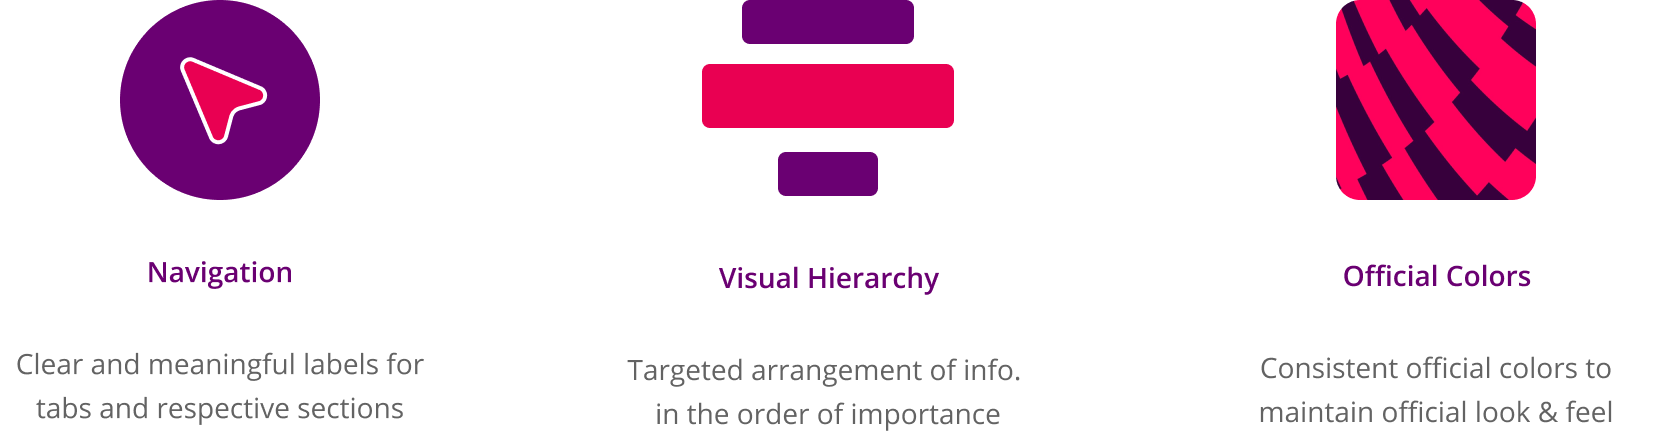 Navigation
Clear and meaningful labels for
tabs and respective sections
Visual Hierarchy
Targeted arrangement of info.
in the order of importance
Official Colors
Consistent official colors to
maintain official look & feel